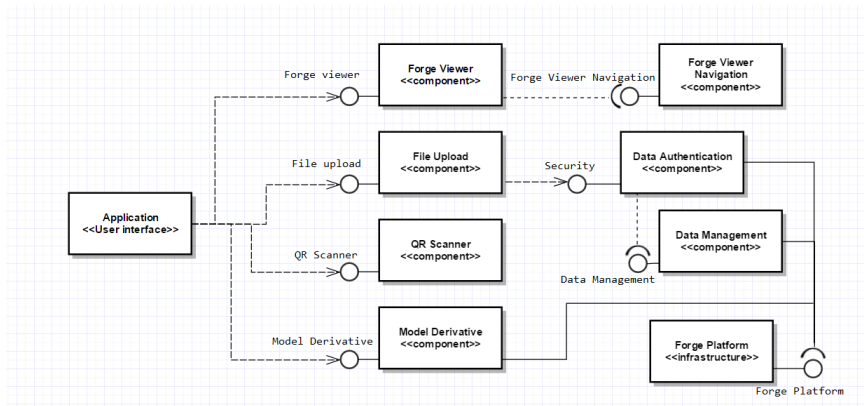 Forge viewer
Forge Viewer
<<component>>
Forge Viewer Navigation
Forge Viewer
Navigation
<<component>>
File upload
File Upload
<<component>>
Security
Data Authentication
<<component>>
Application
<<User interface>>
QR Scanner
QR Scanner
<<component>>
Data Management
<<component>>
Data Management
Model Derivative
Model Derivative
<<component>>
Forge Platform
<<infrastructure>>
Forge Platform